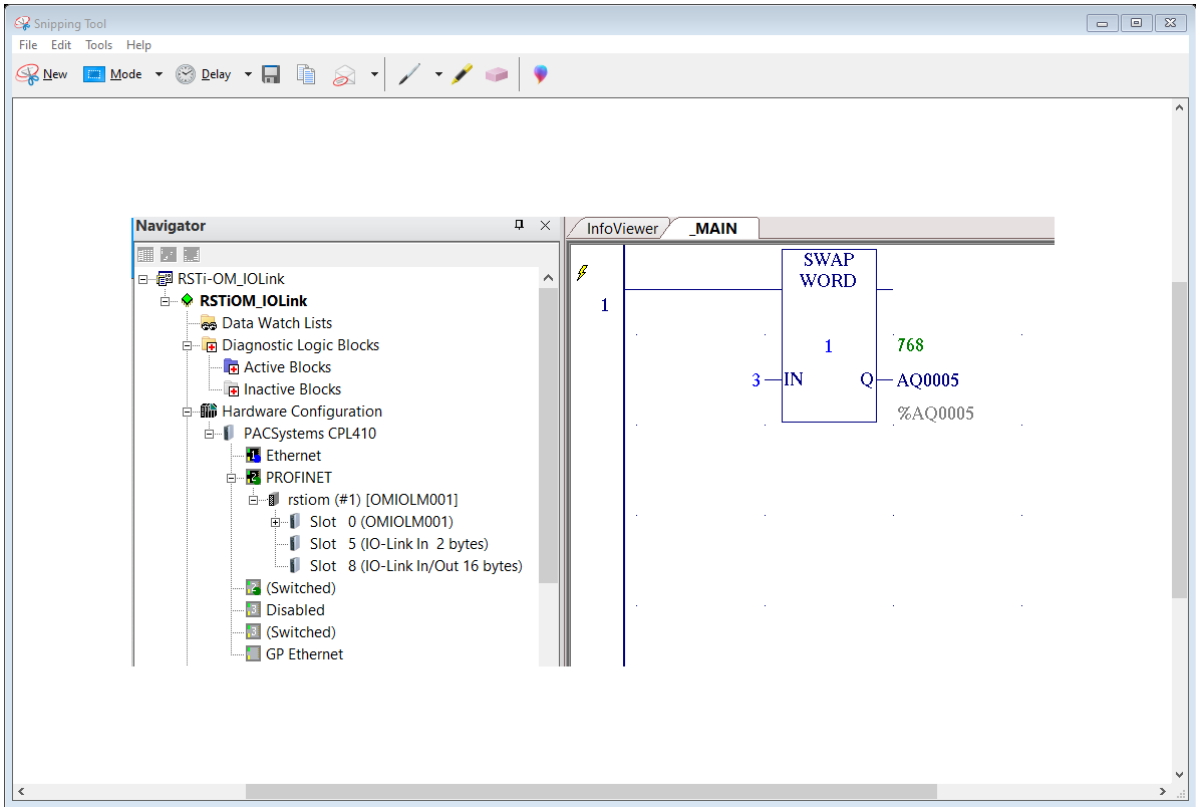 Snipping Tool
File Edit Tools Help
New Mode Delay
Navigator
InfoViewer _MAIN
RSTi-OM_IOLink
RSTiOM_IOLink
Data Watch Lists
Diagnostic Logic Blocks
Active Blocks
Inactive Blocks
Hardware Configuration
PACSystems CPL410
Ethernet
PROFINET
rstiom (#1) [OMIOLM001]
Slot 0 (OMIOLM001)
Slot 5 (IO-Link In 2 bytes)
Slot 8 (IO-Link In/Out 16 bytes)
(Switched)
Disabled
(Switched)
GP Ethernet
1
SWAP
WORD
1
768
3 IN Q AQ0005
%AQ0005